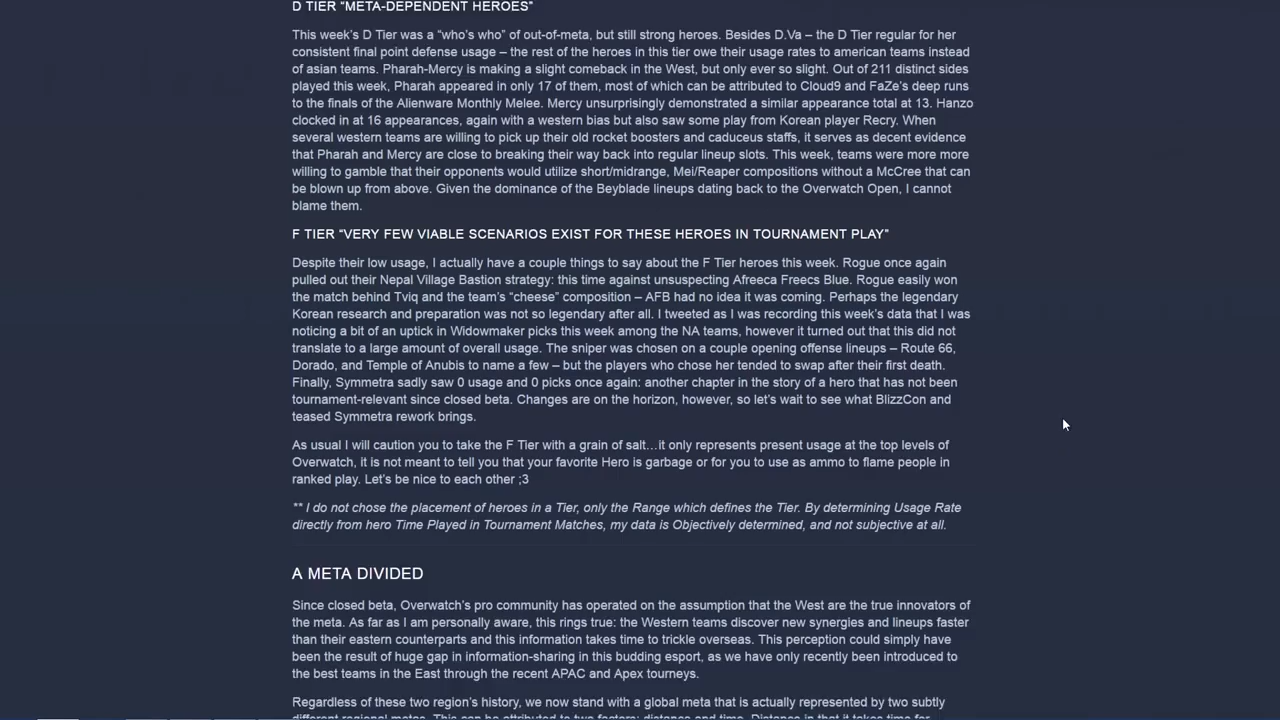 D TIER “META-DEPENDENT HEROES”
This week’s D Tier was a “who’s who” of out-of-meta, but still strong heroes. Besides D.Va – the D Tier regular for her
consistent final point defense usage – the rest of the heroes in this tier owe their usage rates to american teams instead
of asian teams. Pharah-Mercy is making a slight comeback in the West, but only ever so slight. Out of 211 distinct sides
played this week, Pharah appeared in only 17 of them, most of which can be attributed to Cloud9 and FaZe’s deep runs
to the finals of the Alienware Monthly Melee. Mercy unsurprisingly demonstrated a similar appearance total at 13. Hanzo
clocked in at 16 appearances, again with a western bias but also saw some play from Korean player Recry. When
several western teams are willing to pick up their old rocket boosters and caduceus staffs, it serves as decent evidence
that Pharah and Mercy are close to breaking their way back into regular lineup slots. This week, teams were more more
willing to gamble that their opponents would utilize short/midrange, Mei/Reaper compositions without a McCree that can
be blown up from above. Given the dominance of the Beyblade lineups dating back to the Overwatch Open, I cannot
blame them.
F TIER “VERY FEW VIABLE SCENARIOS EXIST FOR THESE HEROES IN TOURNAMENT PLAY”
Despite their low usage, I actually have a couple things to say about the F Tier heroes this week. Rogue once again
pulled out their Nepal Village Bastion strategy: this time against unsuspecting Afreeca Freecs Blue. Rogue easily won
the match behind Tviq and the team’s “cheese” composition – AFB had no idea it was coming. Perhaps the legendary
Korean research and preparation was not so legendary after all. I tweeted as I was recording this week’s data that I was
noticing a bit of an uptick in Widowmaker picks this week among the NA teams, however it turned out that this did not
translate to a large amount of overall usage. The sniper was chosen on a couple opening offense lineups – Route 66,
Dorado, and Temple of Anubis to name a few – but the players who chose her tended to swap after their first death.
Finally, Symmetra sadly saw 0 usage and 0 picks once again: another chapter in the story of a hero that has not been
tournament-relevant since closed beta. Changes are on the horizon, however, so let’s wait to see what BlizzCon and
teased Symmetra rework brings.
As usual I will caution you to take the F Tier with a grain of salt…it only represents present usage at the top levels of
Overwatch, it is not meant to tell you that your favorite Hero is garbage or for you to use as ammo to flame people in
ranked play. Let’s be nice to each other ;3
** I do not chose the placement of heroes in a Tier, only the Range which defines the Tier. By determining Usage Rate
directly from hero Time Played in Tournament Matches, my data is Objectively determined, and not subjective at all.
A META DIVIDED
Since closed beta, Overwatch’s pro community has operated on the assumption that the West are the true innovators of
the meta. As far as I am personally aware, this rings true: the Western teams discover new synergies and lineups faster
than their eastern counterparts and this information takes time to trickle overseas. This perception could simply have
been the result of huge gap in information-sharing in this budding esport, as we have only recently been introduced to
the best teams in the East through the recent APAC and Apex tourneys.
Regardless of these two region’s history, we now stand with a global meta that is actually represented by two subtly
different regional metas. This can be attributed to two factors: distance and time. Distance in that it takes time for